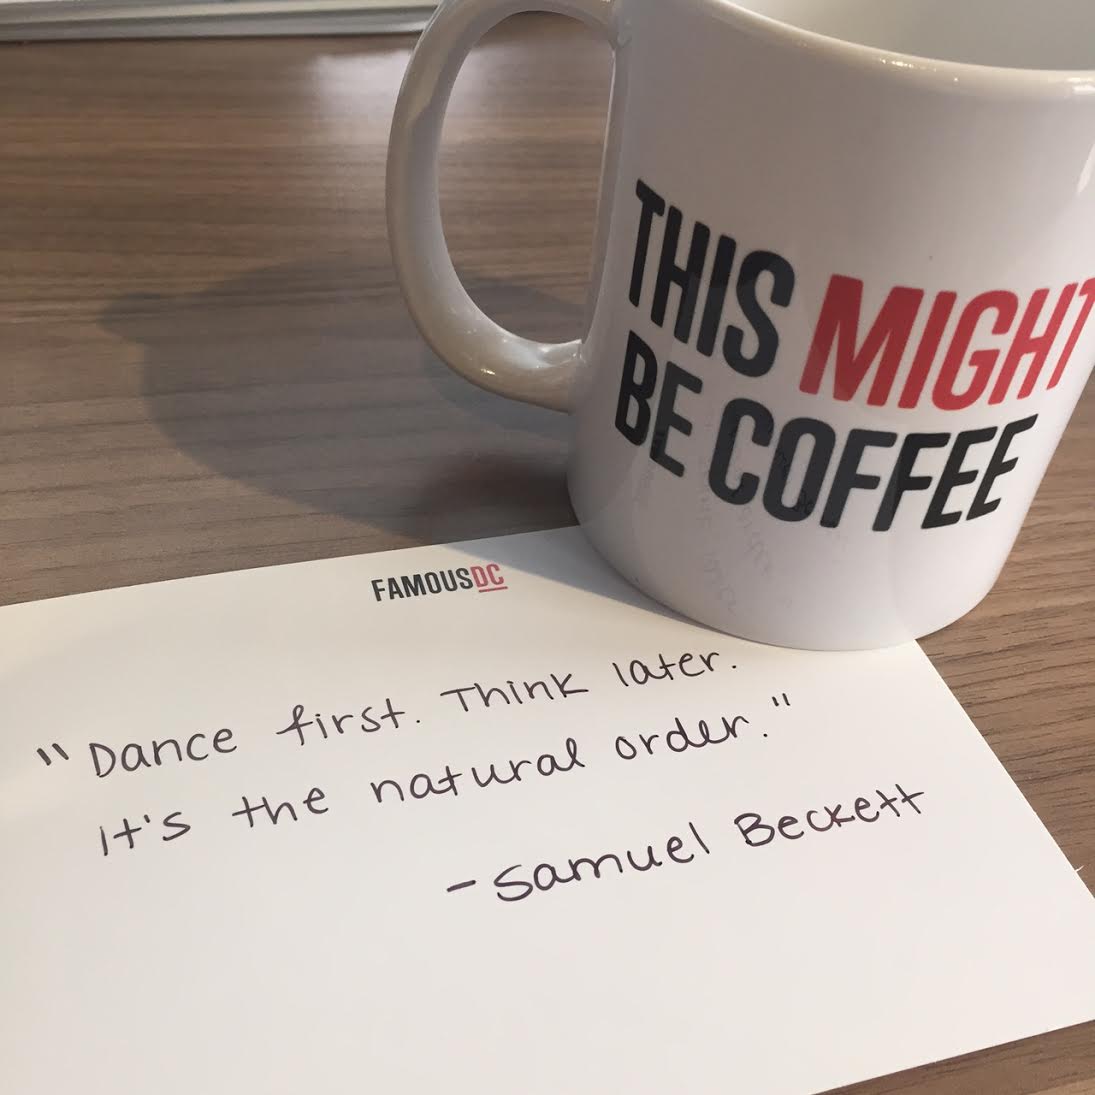 THIS MIGHT
BE COFFEE
FAMOUSDC
"Dance first. Think later.
it's the natural order."
- Samuel Beckett